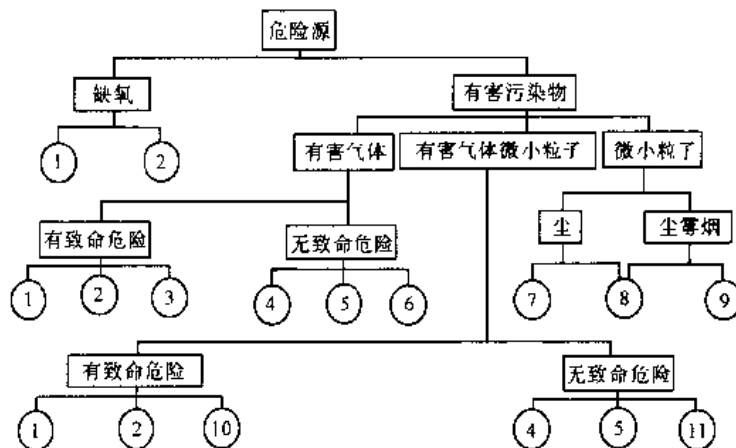 危险源
缺氧
有害污染物
1 2
有害气体 有害气体微小粒子 微小粒了
有致命危险 无致命危险 尘 尘雾烟
1 2 3 4 5 6 7 8 9
有致命危险 无致命危险
1 2 10 4 5 11